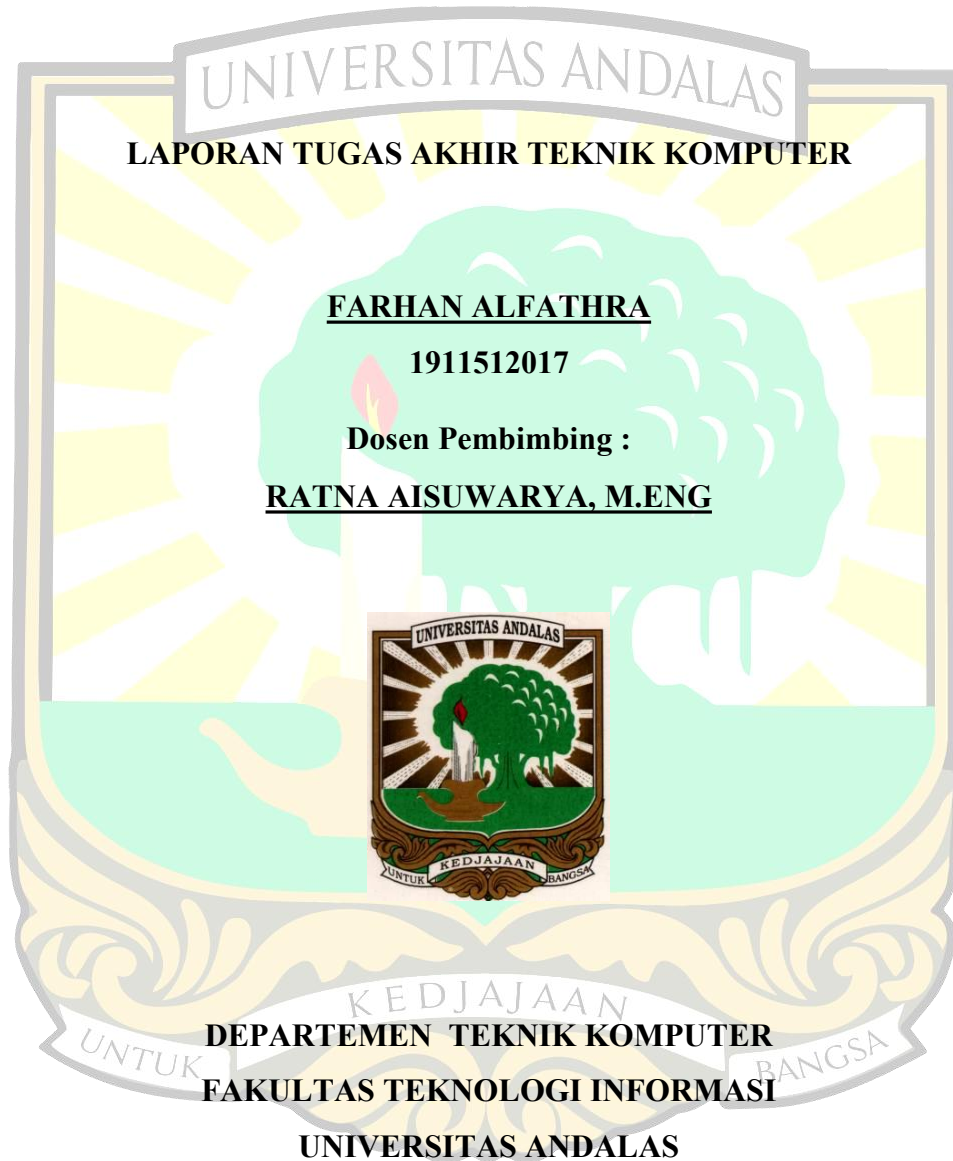 UNIVERSITAS ANDALAS
LAPORAN TUGAS AKHIR TEKNIK KOMPUTER
FARHAN ALFATHRA
1911512017
Dosen Pembimbing :
RATNA AISUWARYA, M.ENG
UNIVERSITAS ANDALAS
UNTUK KEDJAJAAN BANGSA
UNTUK KEDJAJAAN BANGSA
DEPARTEMEN TEKNIK KOMPUTER
FAKULTAS TEKNOLOGI INFORMASI
UNIVERSITAS ANDALAS